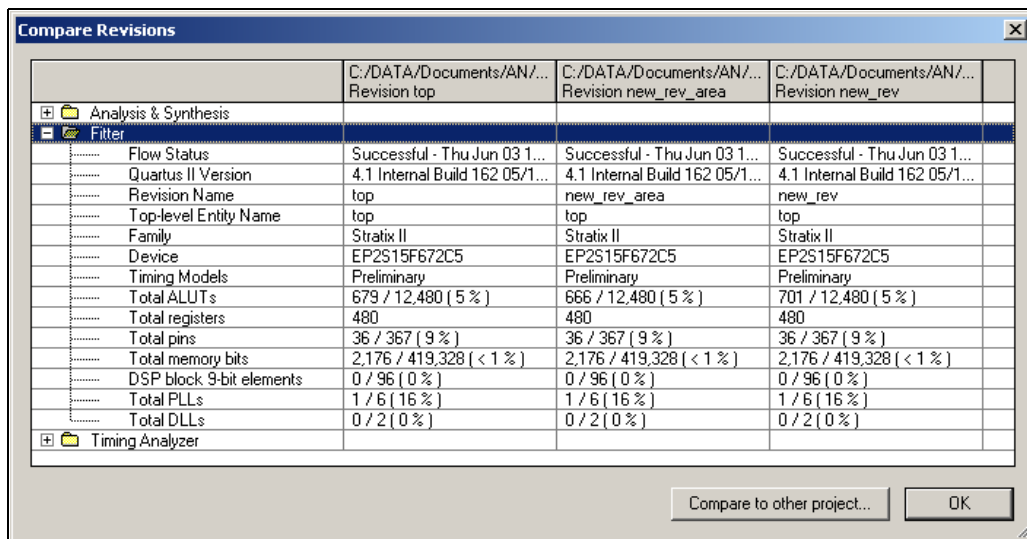 Compare Revisions
C:/DATA/Documents/AN/... C:/DATA/Documents/AN/... C:/DATA/Documents/AN/...
Revision top Revision new_rev_area Revision new_rev
Analysis & Synthesis
Fitter
Flow Status Successful - Thu Jun 03 1... Successful - Thu Jun 03 1... Successful - Thu Jun 03 1...
Quartus II Version 4.1 Internal Build 162 05/1... 4.1 Internal Build 162 05/1... 4.1 Internal Build 162 05/1...
Revision Name top new_rev_area new_rev
Top-level Entity Name top top top
Family Stratix II Stratix II Stratix II
Device EP2S15F672C5 EP2S15F672C5 EP2S15F672C5
Timing Models Preliminary Preliminary Preliminary
Total ALUTs 679 / 12,480 ( 5 % ) 666 / 12,480 ( 5 % ) 701 / 12,480 ( 5 % )
Total registers 480 480 480
Total pins 36 / 367 ( 9 % ) 36 / 367 ( 9 % ) 36 / 367 ( 9 % )
Total memory bits 2,176 / 419,328 ( < 1 % ) 2,176 / 419,328 ( < 1 % ) 2,176 / 419,328 ( < 1 % )
DSP block 9-bit elements 0 / 96 ( 0 % ) 0 / 96 ( 0 % ) 0 / 96 ( 0 % )
Total PLLs 1 / 6 ( 16 % ) 1 / 6 ( 16 % ) 1 / 6 ( 16 % )
Total DLLs 0 / 2 ( 0 % ) 0 / 2 ( 0 % ) 0 / 2 ( 0 % )
Timing Analyzer
Compare to other project... OK